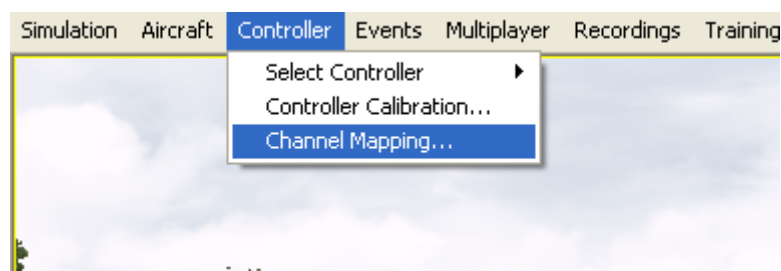 Simulation Aircraft Controller Events Multiplayer Recordings Training
Select Controller
Controller Calibration...
Channel Mapping...